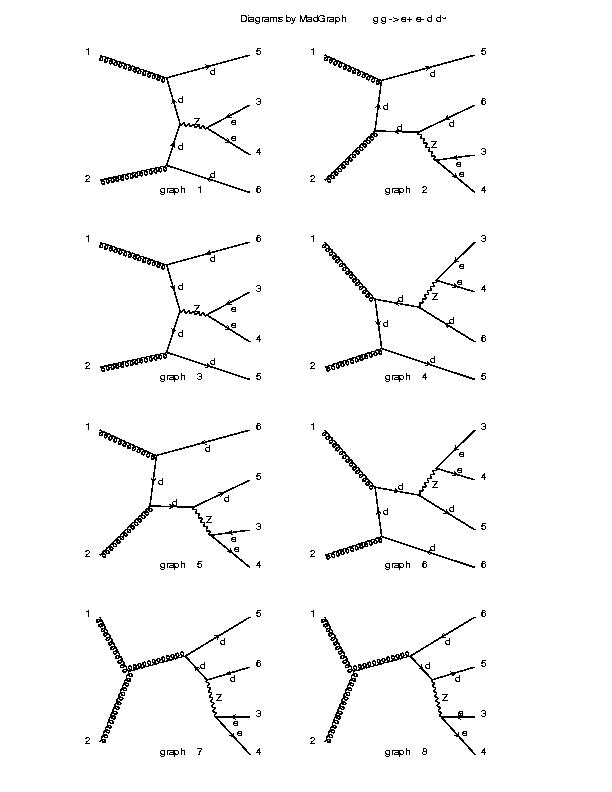 Diagrams by MadGraph g g -> e+ e- d d~
1 5 1 5
d
d 3 6
Z e d d
d e d Z 3
4 e
2 d 2 e
graph 1 6 graph 2 4
1 6 1 3
d e
d 3 d Z e 4
Z e
d e d d
4 6
2 d 2 d
graph 3 5 graph 4 5
1 6 1 3
d e
d 5 Z e 4
d d d
Z d d
3 5
2 e 2 d
e
graph 5 4 graph 6 6
1 5 1 6
d d
d 6 d 5
d d
Z Z
3 e 3
e e
2 2
graph 7 4 graph 8 4